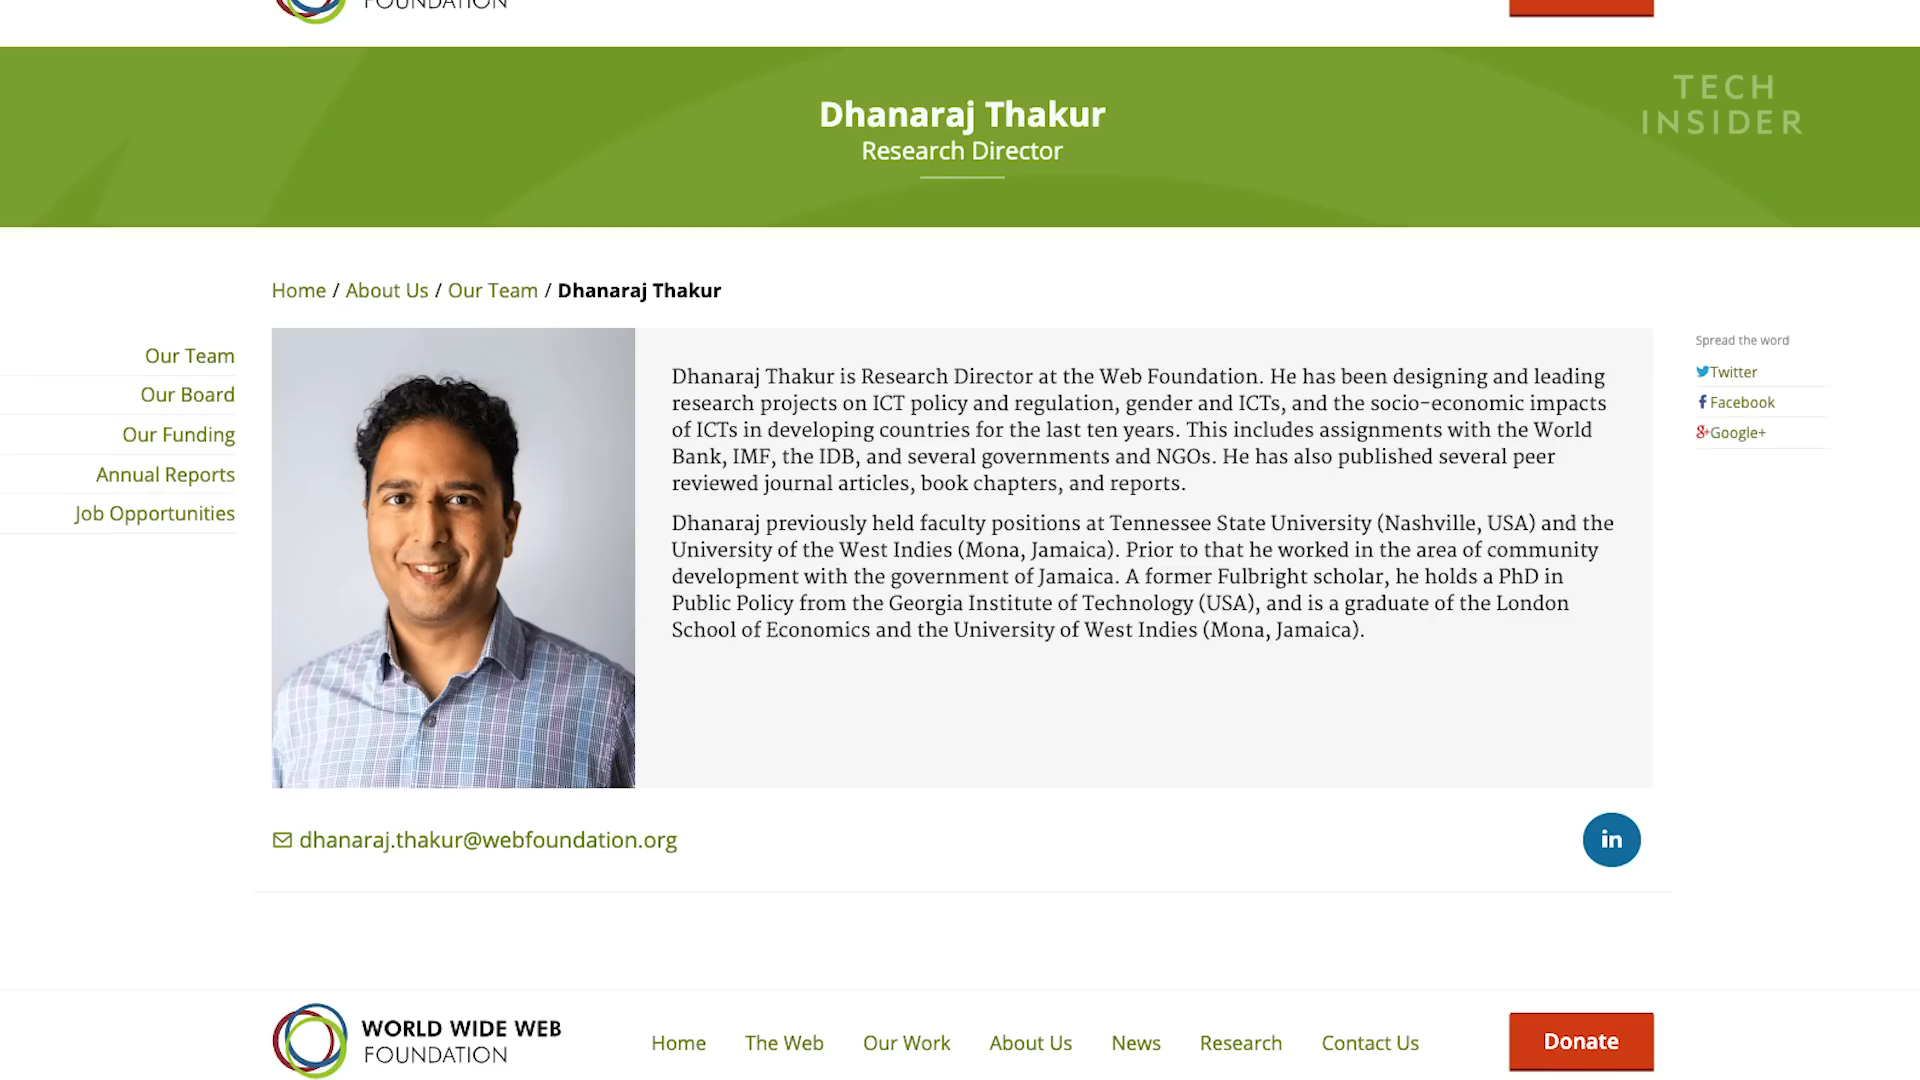 FOUNDATION
TECH
INSIDER
Dhanaraj Thakur
Research Director
Home / About Us / Our Team / Dhanaraj Thakur
Our Team
Our Board
Our Funding
Annual Reports
Job Opportunities
Dhanaraj Thakur is Research Director at the Web Foundation. He has been designing and leading
research projects on ICT policy and regulation, gender and ICTs, and the socio-economic impacts
of ICTs in developing countries for the last ten years. This includes assignments with the World
Bank, IMF, the IDB, and several governments and NGOs. He has also published several peer
reviewed journal articles, book chapters, and reports.
Dhanaraj previously held faculty positions at Tennessee State University (Nashville, USA) and the
University of the West Indies (Mona, Jamaica). Prior to that he worked in the area of community
development with the government of Jamaica. A former Fulbright scholar, he holds a PhD in
Public Policy from the Georgia Institute of Technology (USA), and is a graduate of the London
School of Economics and the University of West Indies (Mona, Jamaica).
Spread the word
Twitter
Facebook
Google+
dhanaraj.thakur@webfoundation.org
in
WORLD WIDE WEB
FOUNDATION
Home The Web Our Work About Us News Research Contact Us
Donate